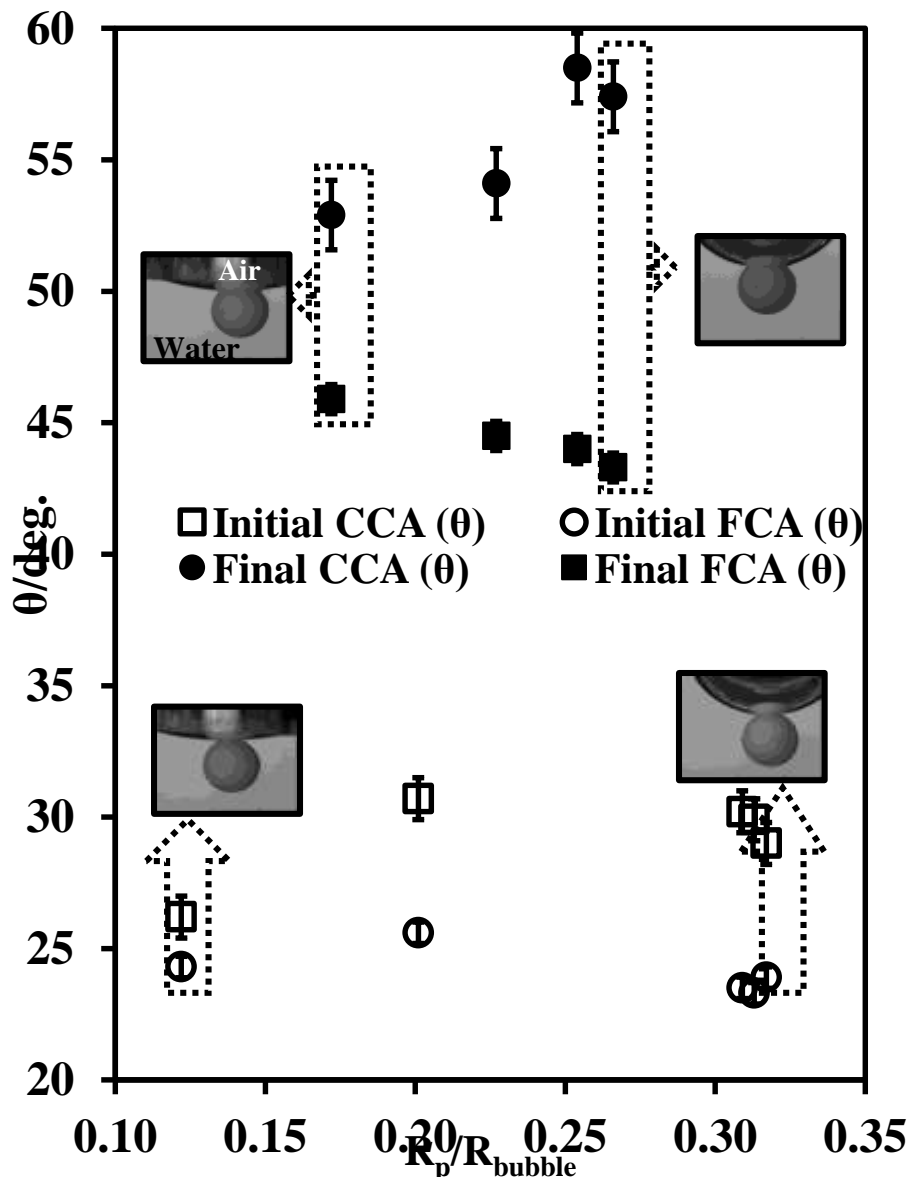 60
55
Air
50
Water
45
Initial CCA (θ)
Initial FCA (θ)
Final CCA (θ)
Final FCA (θ)
40
θ/deg.
35
30
25
20
0.10
0.15
0.20
0.25
0.30
0.35
Rp/Rbubble